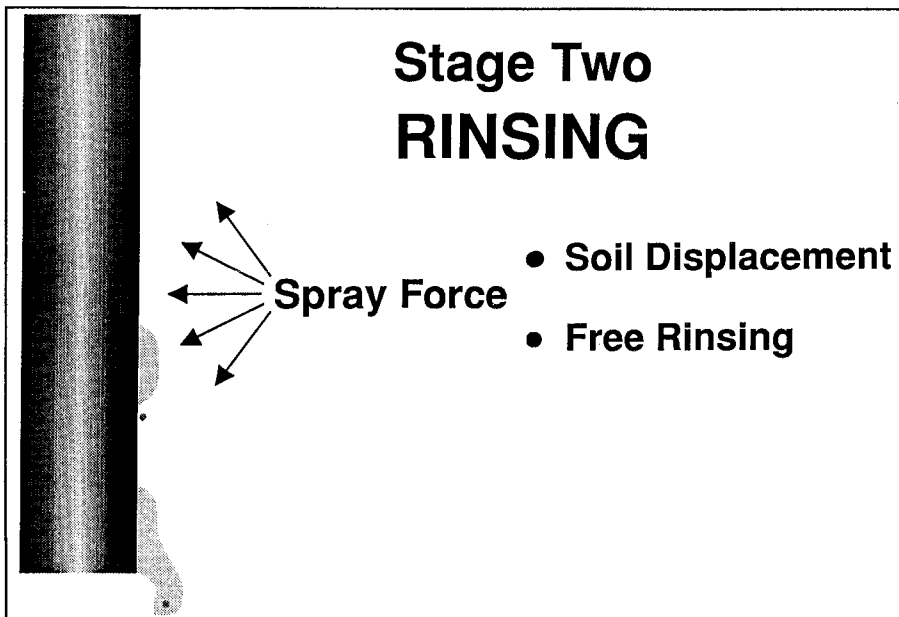 Stage Two
RINSING
Spray Force
• Soil Displacement
• Free Rinsing